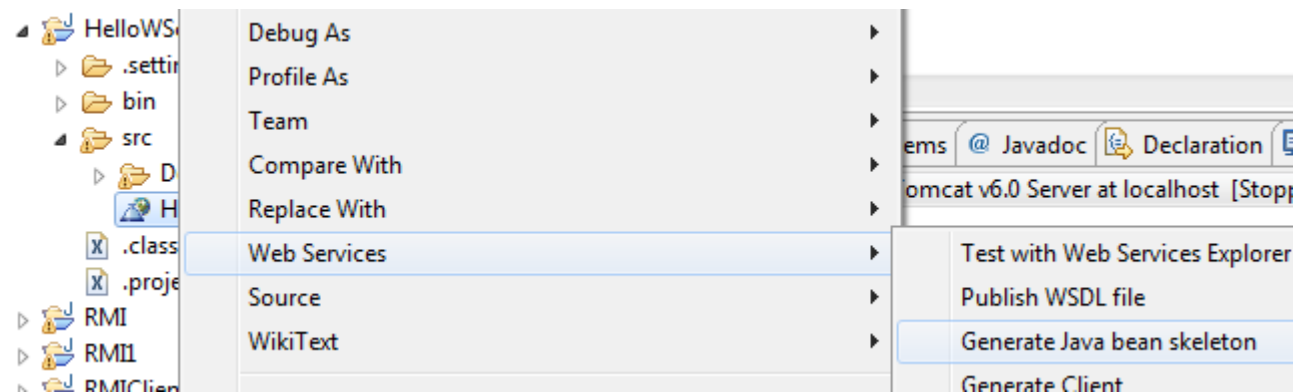 HelloWS
.settin
bin
src
D
H
.class
.proje
RMI
RMI1
RMIClien
Debug As
Profile As
Team
Compare With
Replace With
Web Services
Source
WikiText
ems @ Javadoc Declaration
Tomcat v6.0 Server at localhost [Stopp
Test with Web Services Explorer
Publish WSDL file
Generate Java bean skeleton
Generate Client